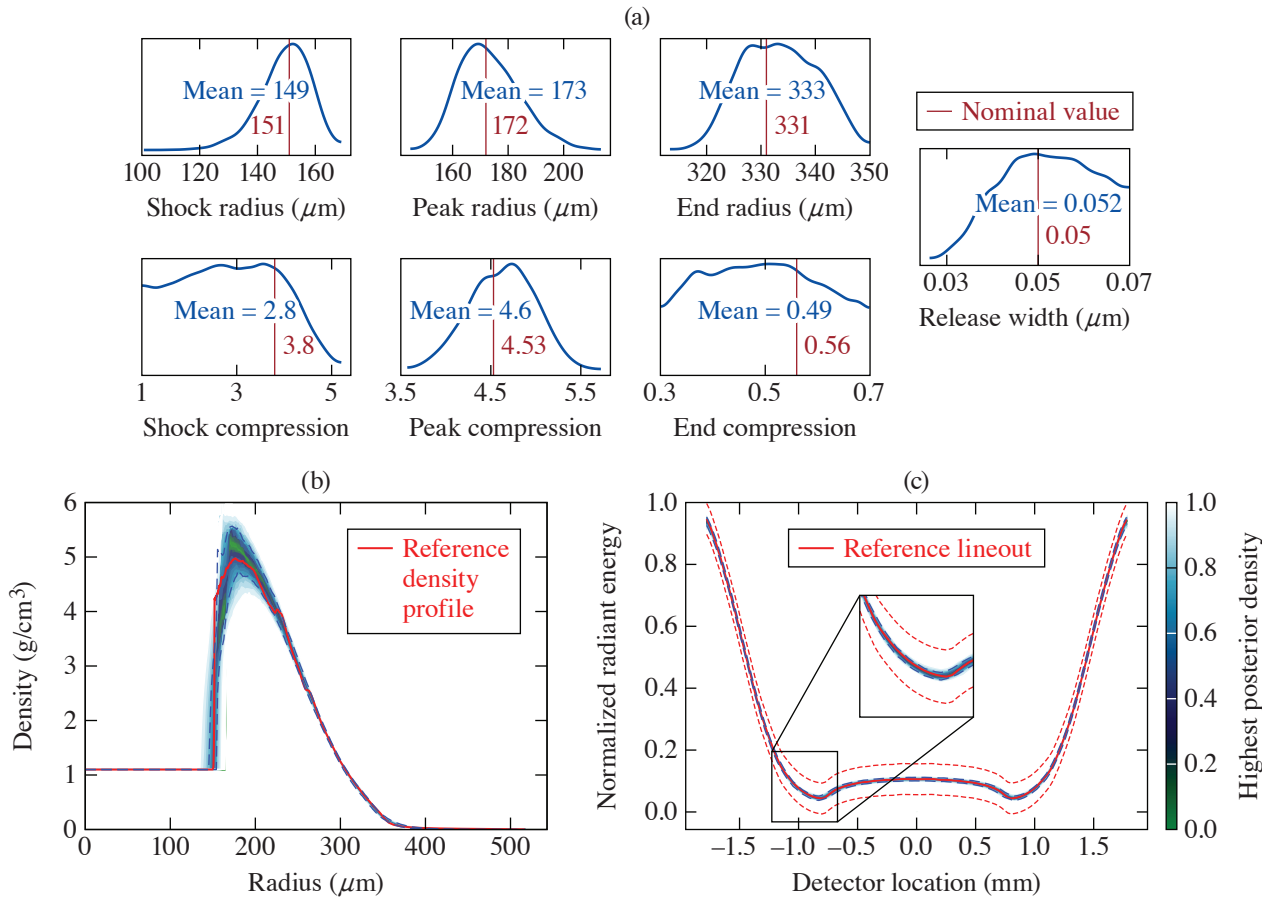 (a)
Mean = 149
151
100 120 140 160
Shock radius (μm)
Mean = 173
172
160 180 200
Peak radius (μm)
Mean = 333
331
320 330 340 350
End radius (μm)
Nominal value
Mean = 0.052
0.05
0.03 0.05 0.07
Release width (μm)
Mean = 2.8
3.8
1 3 5
Shock compression
Mean = 4.6
4.53
3.5 4.5 5.5
Peak compression
Mean = 0.49
0.56
0.3 0.5 0.7
End compression
(b)
6
5
4
3
2
1
0
Density (g/cm3)
Reference
density
profile
0 100 200 300 400 500
Radius (μm)
(c)
1.0
0.8
0.6
0.4
0.2
0.0
Normalized radiant energy
Reference lineout
–1.5 –1.0 –0.5 0.0 0.5 1.0 1.5
Detector location (mm)
1.0
0.8
0.6
0.4
0.2
0.0
Highest posterior density